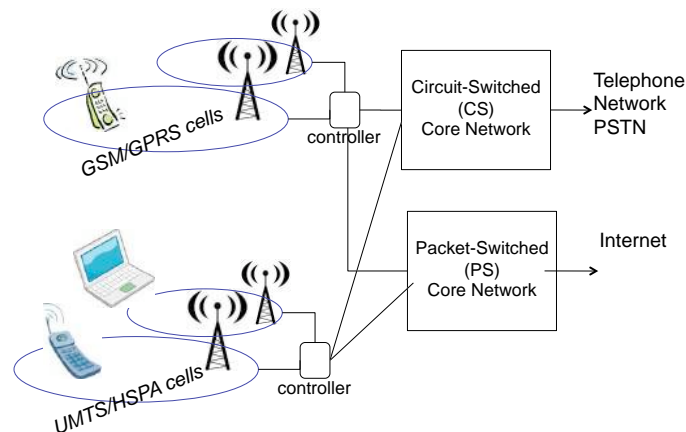 Circuit-Switched
(CS)
Core Network
Telephone
Network
PSTN
controller
GSM/GPRS cells
Packet-Switched
(PS)
Core Network
Internet
controller
UMTS/HSPA cells